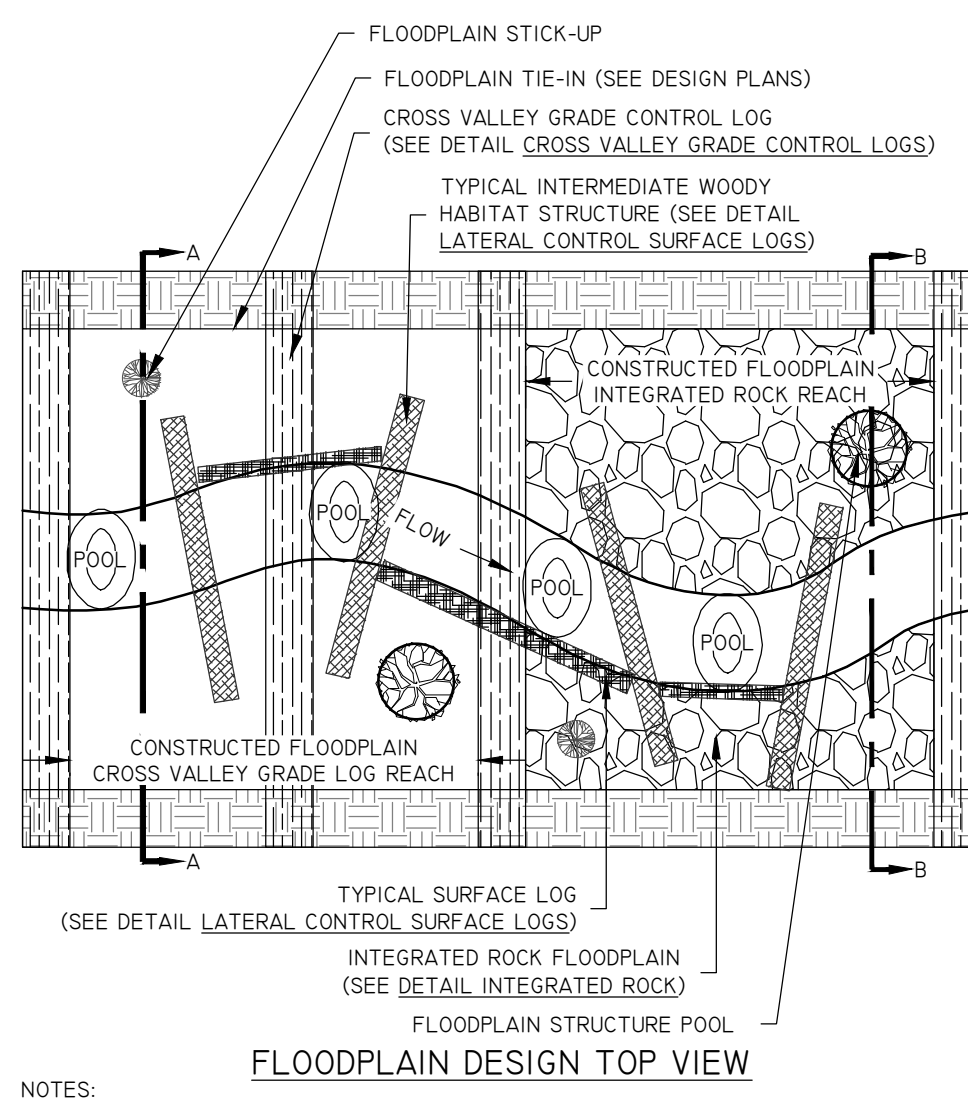 FLOODPLAIN STICK-UP
FLOODPLAIN TIE-IN (SEE DESIGN PLANS)
CROSS VALLEY GRADE CONTROL LOG
(SEE DETAIL CROSS VALLEY GRADE CONTROL LOGS)
TYPICAL INTERMEDIATE WOODY
HABITAT STRUCTURE (SEE DETAIL
LATERAL CONTROL SURFACE LOGS)
A
B
CONSTRUCTED FLOODPLAIN
INTEGRATED ROCK REACH
POOL
POOL
FLOW
POOL
POOL
CONSTRUCTED FLOODPLAIN
CROSS VALLEY GRADE LOG REACH
A
B
TYPICAL SURFACE LOG
(SEE DETAIL LATERAL CONTROL SURFACE LOGS)
INTEGRATED ROCK FLOODPLAIN
(SEE DETAIL INTEGRATED ROCK)
FLOODPLAIN STRUCTURE POOL
FLOODPLAIN DESIGN TOP VIEW
NOTES: